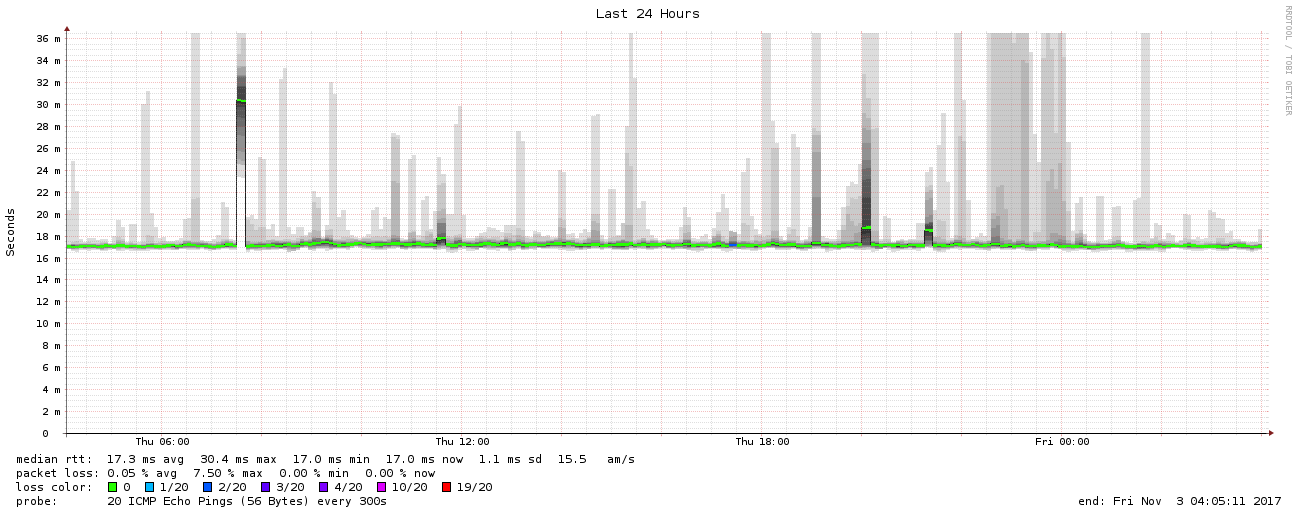 Last 24 Hours
RRDTOOL / TOBI OETIKER
Seconds
36 m
34 m
32 m
30 m
28 m
26 m
24 m
22 m
20 m
18 m
16 m
14 m
12 m
10 m
8 m
6 m
4 m
2 m
0
Thu 06:00 Thu 12:00 Thu 18:00 Fri 00:00
median rtt: 17.3 ms avg 30.4 ms max 17.0 ms min 17.0 ms now 1.1 ms sd 15.5 am/s
packet loss: 0.05 % avg 7.50 % max 0.00 % min 0.00 % now
loss color: 0 1/20 2/20 3/20 4/20 10/20 19/20
probe: 20 ICMP Echo Pings (56 Bytes) every 300s end: Fri Nov 3 04:05:11 2017